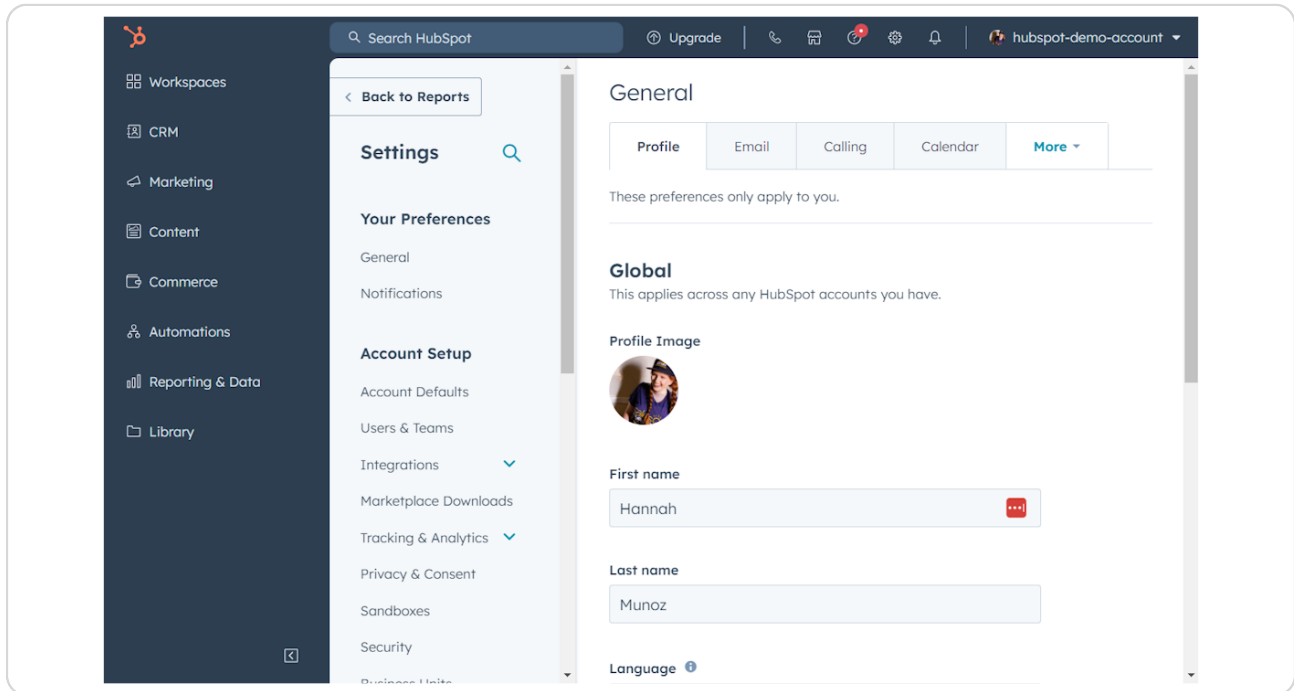 Search HubSpot
Upgrade
hubspot-demo-account
Workspaces
CRM
Marketing
Content
Commerce
Automations
Reporting & Data
Library
Back to Reports
Settings
Your Preferences
General
Notifications
Account Setup
Account Defaults
Users & Teams
Integrations
Marketplace Downloads
Tracking & Analytics
Privacy & Consent
Sandboxes
Security
Business Units
General
Profile Email Calling Calendar More
These preferences only apply to you.
Global
This applies across any HubSpot accounts you have.
Profile Image
First name
Hannah
Last name
Munoz
Language